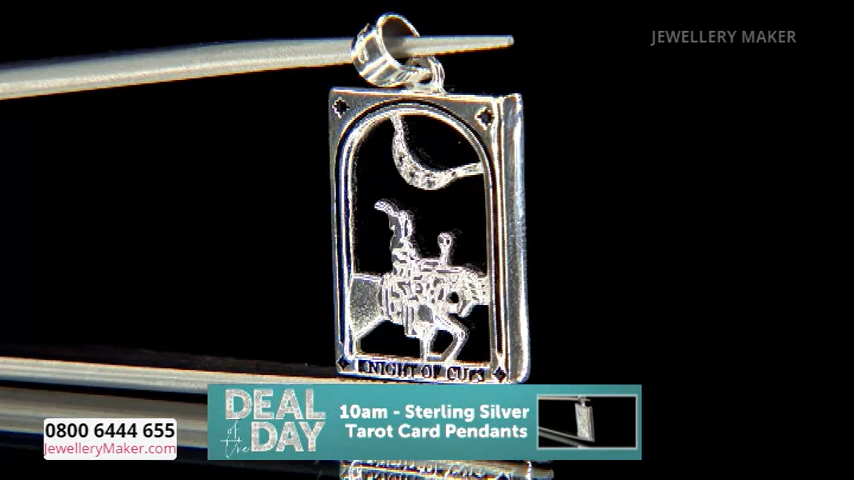 JEWELLERY MAKER
KNIGHT OF CUPS
DEAL
of
the
DAY
10am - Sterling Silver
Tarot Card Pendants
0800 6444 655
JewelleryMaker.com